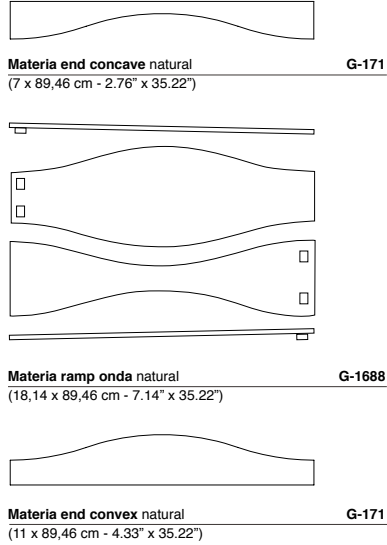 Materia end concave natural G-171
(7 x 89,46 cm - 2.76” x 35.22”)
Materia ramp onda natural G-1688
(18,14 x 89,46 cm - 7.14” x 35.22”)
Materia end convex natural G-171
(11 x 89,46 cm - 4.33” x 35.22”)